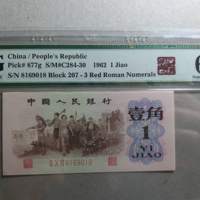 China / People's Republic
Pick# 877g S/M#C284-30 1962 1 Jiao
S/N 8169018 Block 207 - 3 Red Roman Numerals
中国人民银行
壹角
1
YI JIAO
8169018